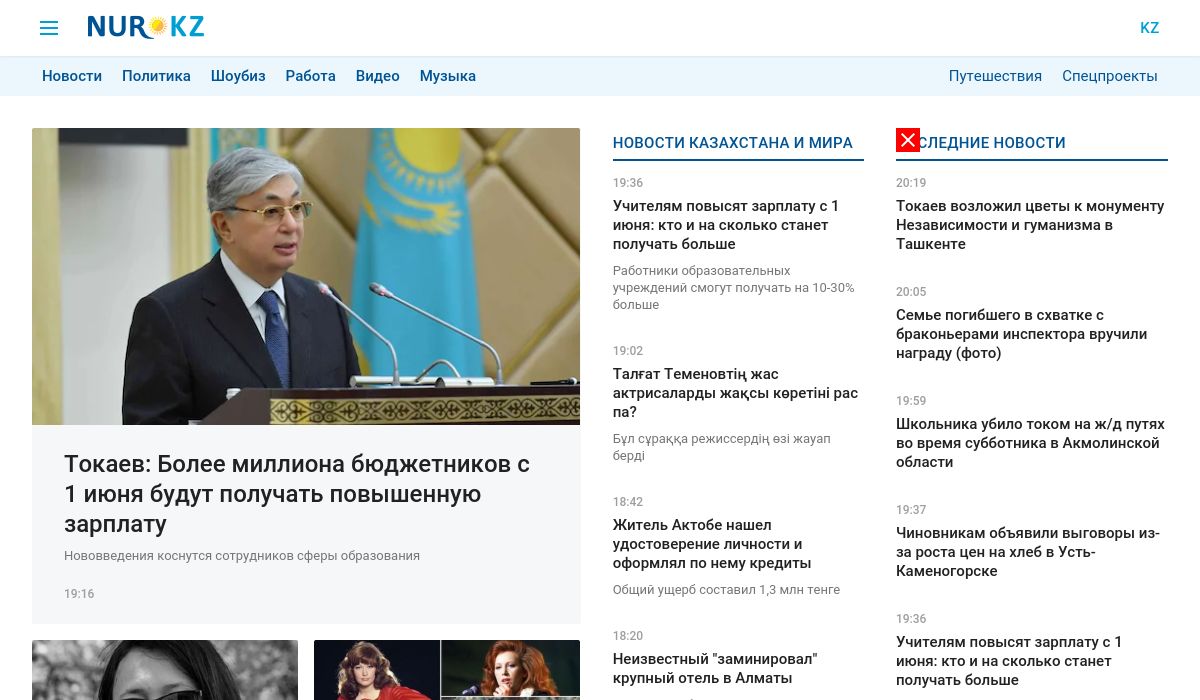 NUR KZ
KZ
Новости Политика Шоубиз Работа Видео Музыка
Путешествия Спецпроекты
Токаев: Более миллиона бюджетников с
1 июня будут получать повышенную
зарплату
Нововведения коснутся сотрудников сферы образования
19:16
НОВОСТИ КАЗАХСТАНА И МИРА
19:36
Учителям повысят зарплату с 1
июня: кто и на сколько станет
получать больше
Работники образовательных
учреждений смогут получать на 10-30%
больше
19:02
Талғат Теменовтің жас
актрисаларды жақсы көретіні рас
па?
Бұл сұраққа режиссердің өзі жауап
берді
18:42
Житель Актобе нашел
удостоверение личности и
оформлял по нему кредиты
Общий ущерб составил 1,3 млн тенге
18:20
Неизвестный "заминировал"
крупный отель в Алматы
СЛЕДНИЕ НОВОСТИ
20:19
Токаев возложил цветы к монументу
Независимости и гуманизма в
Ташкенте
20:05
Семье погибшего в схватке с
браконьерами инспектора вручили
награду (фото)
19:59
Школьника убило током на ж/д путях
во время субботника в Акмолинской
области
19:37
Чиновникам объявили выговоры из-
за роста цен на хлеб в Усть-
Каменогорске
19:36
Учителям повысят зарплату с 1
июня: кто и на сколько станет
получать больше